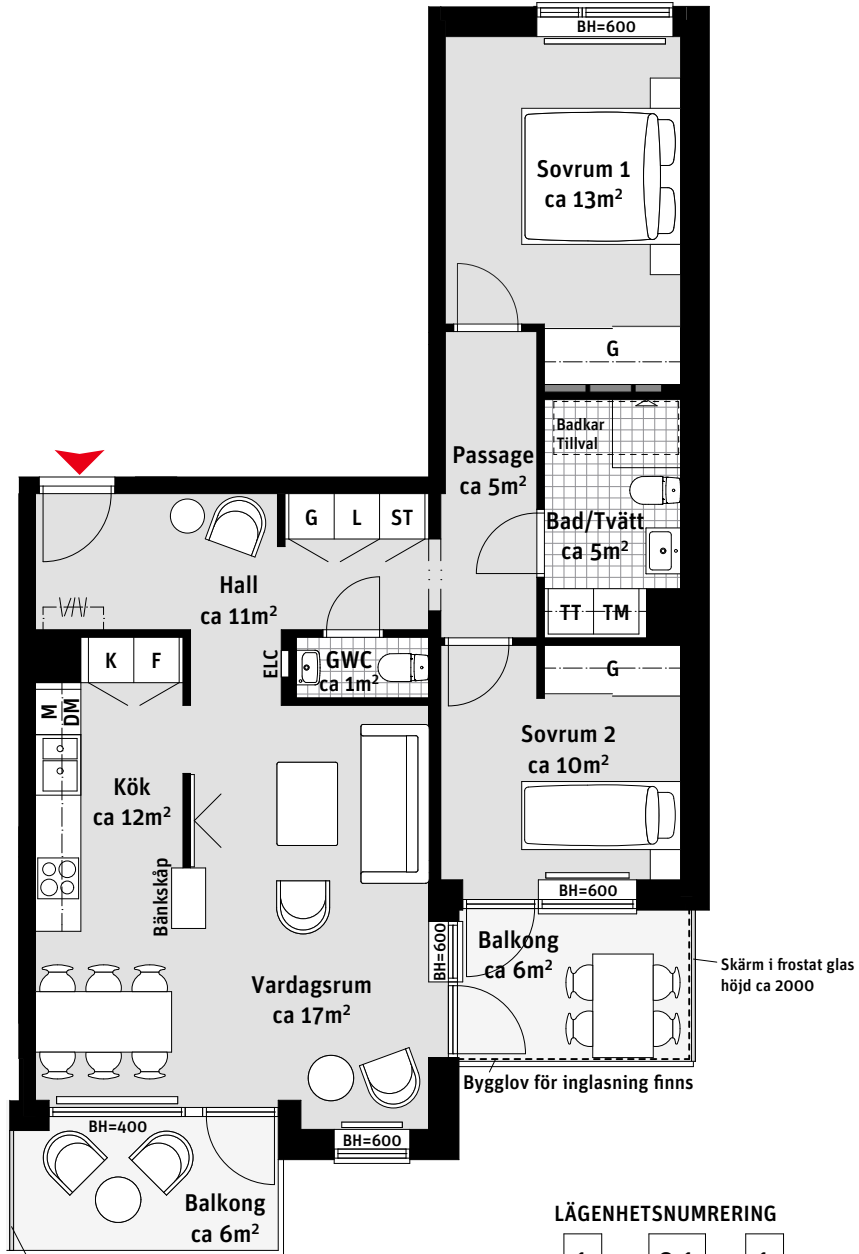 BH=600
Sovrum 1
ca 13m²
G
Badkar
Tillval
Passage
ca 5m²
Bad/Tvätt
ca 5m²
TT TM
G L ST
Hall
ca 11m²
K F
ELC
GWC
ca 1m²
G
M
DM
Sovrum 2
ca 10m²
Kök
ca 12m²
Bänkskåp
BH=600
BH=600
Balkong
ca 6m²
Skärm i frostat glas
höjd ca 2000
Vardagsrum
ca 17m²
Bygglov för inglasning finns
BH=400
BH=600
Balkong
ca 6m²
LÄGENHETSNUMRERING